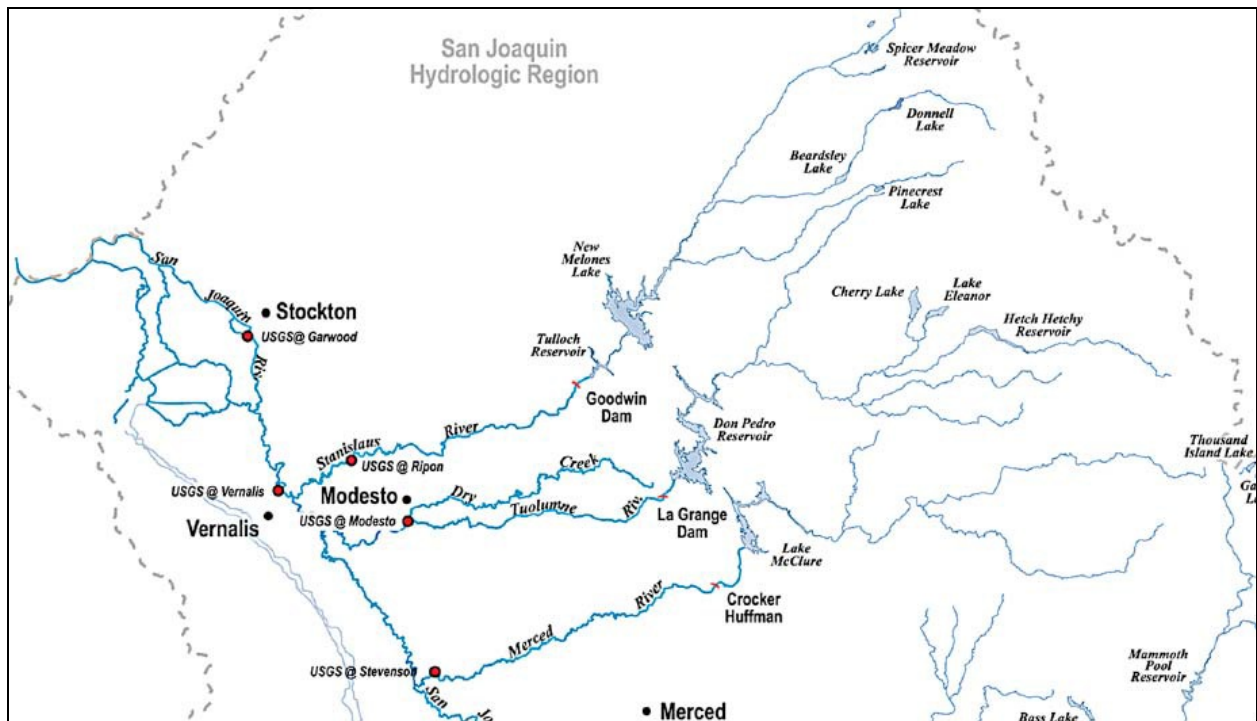 San Joaquin
Hydrologic Region
Spicer Meadow
Reservoir
Donnell
Lake
Beardsley
Lake
Pinecrest
Lake
New
Melones
Lake
San
Joaquin
Riv.
Stockton
USGS@ Garwood
Cherry Lake
Lake
Eleanor
Hetch Hetchy
Reservoir
Tulloch
Reservoir
Goodwin
Dam
Don Pedro
Reservoir
Stanislaus
River
USGS @ Ripon
Thousand
Island Lake
Ga
L
USGS @ Vernalis
Vernalis
Modesto
USGS @ Modesto
Dry
Creek
Tuolumne
Riv.
La Grange
Dam
Lake
McClure
Merced
River
Crocker
Huffman
USGS @ Stevenson
San
Jo
Merced
Mammoth
Pool
Reservoir
Bass Lake